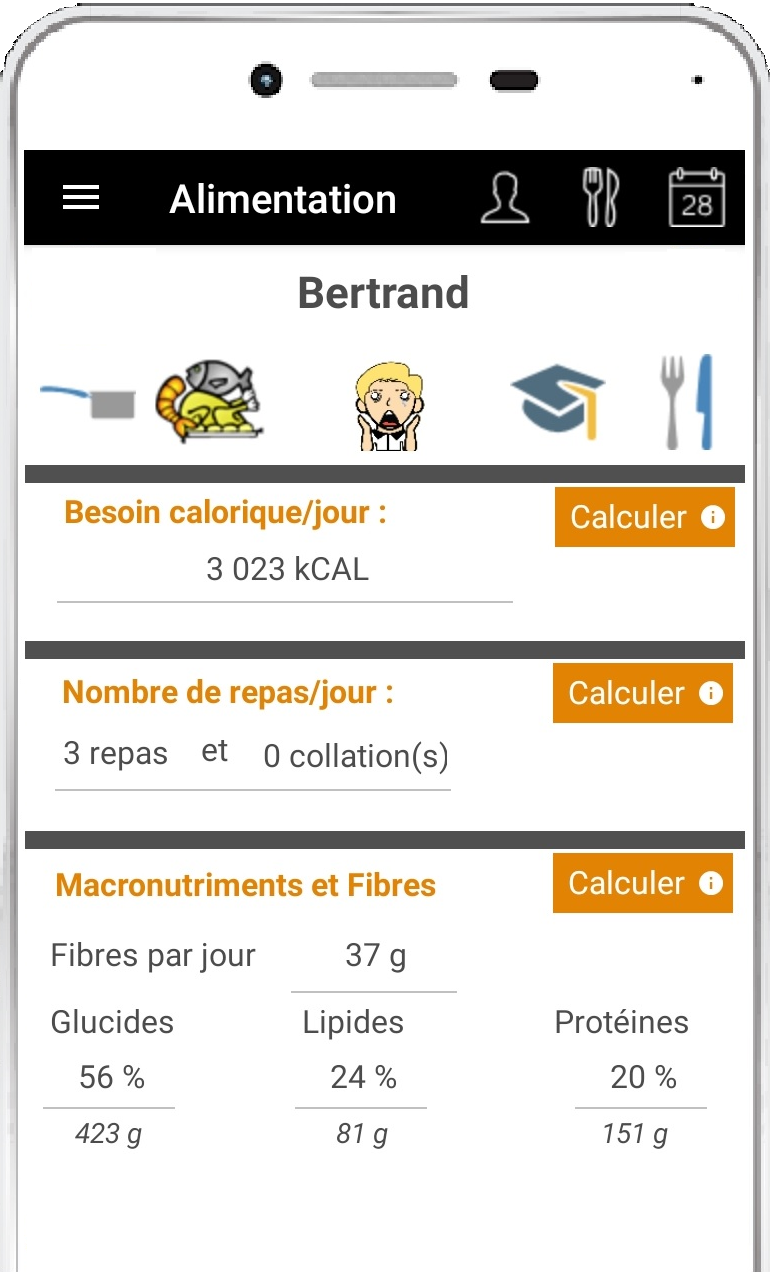 Alimentation
28
Bertrand
Besoin calorique/jour :
Calculer i
3 023 kCAL
Nombre de repas/jour :
Calculer i
3 repas et 0 collation(s)
Macronutriments et Fibres
Calculer i
Fibres par jour 37 g
Glucides Lipides Protéines
56 % 24 % 20 %
423 g 81 g 151 g